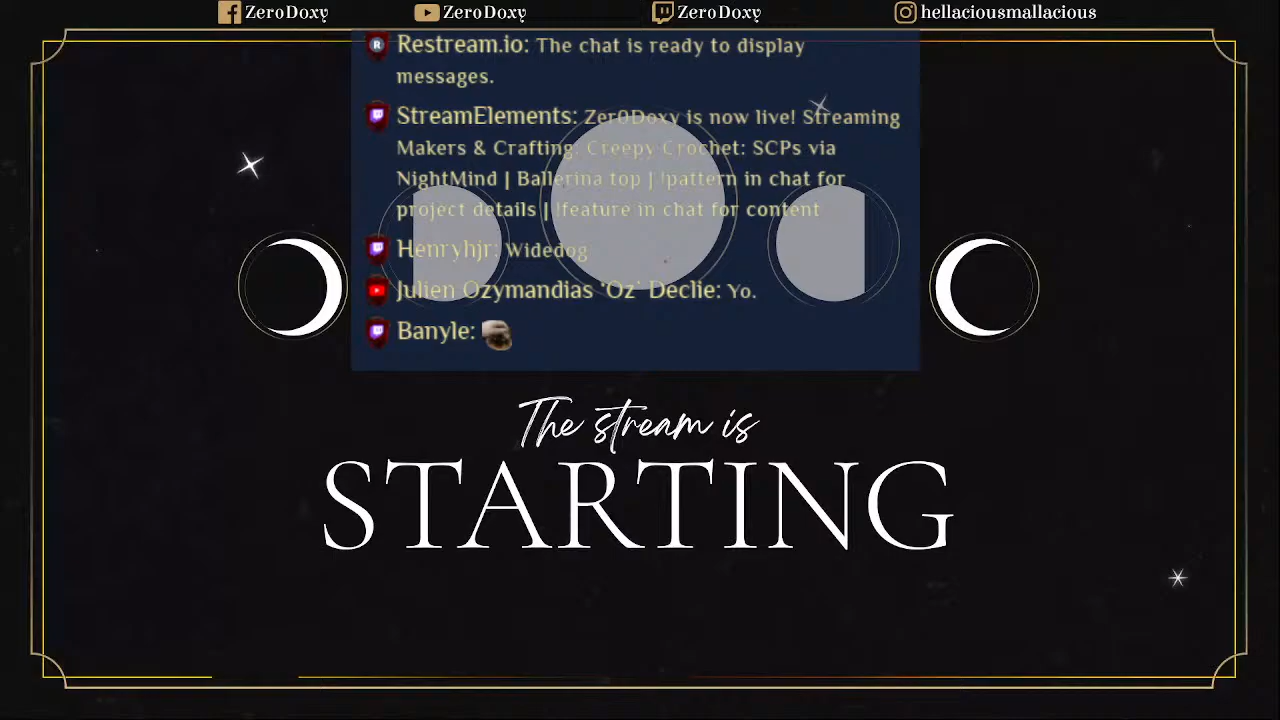 ZeroDoxy ZeroDoxy ZeroDoxy hellaciousmallacious
Restream.io: The chat is ready to display
messages.
StreamElements: Zer0Doxy is now live! Streaming
Makers & Crafting: Creepy Crochet: SCPs via
NightMind | Ballerina top | !pattern in chat for
project details | !feature in chat for content
Henryhjr: Widedog
Julien Ozymandias 'Oz' Declie: Yo.
Banyle:
The stream is
STARTING